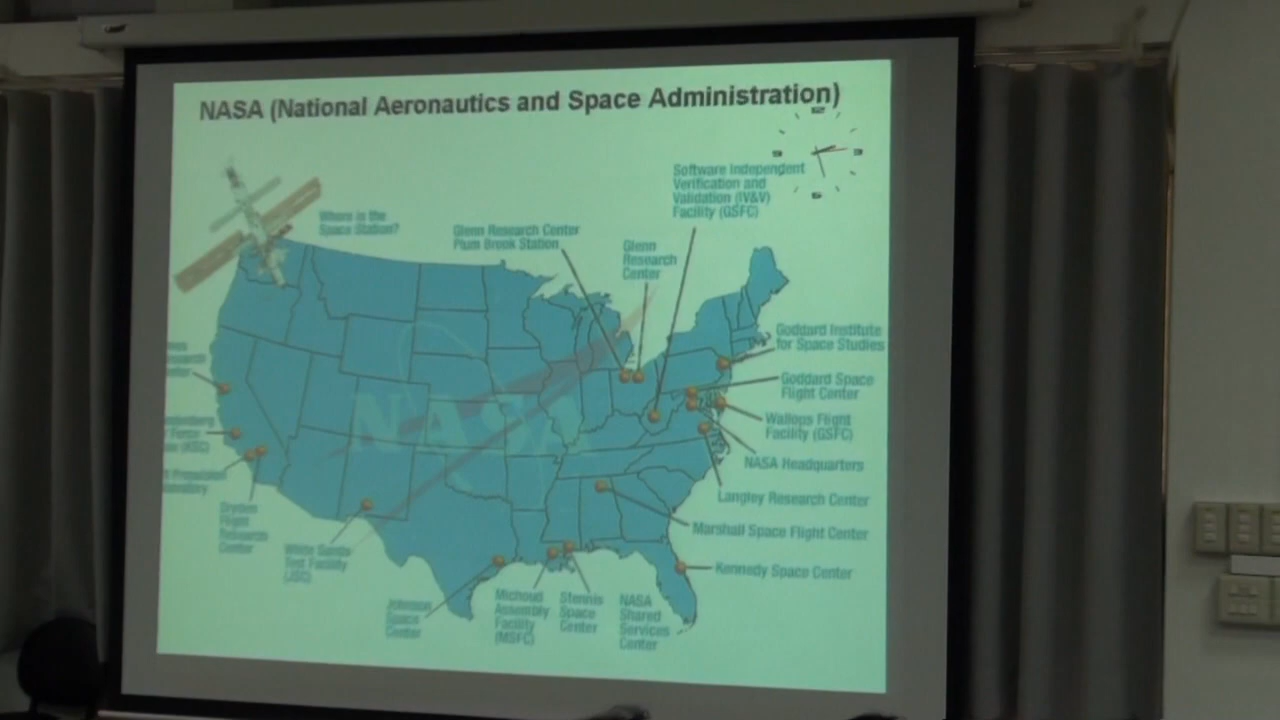 NASA (National Aeronautics and Space Administration)
Software Independent
Verification and
Validation (IV&V)
Facility (GSFC)
Where is the
Space Station?
Glenn Research Center
Plum Brook Station
Glenn
Research
Center
Goddard Institute
for Space Studies
Goddard Space
Flight Center
Wallops Flight
Facility (GSFC)
NASA Headquarters
Langley Research Center
Marshall Space Flight Center
Kennedy Space Center
NASA
Dryden
Flight
Research
Center
White Sands
Test Facility
(JSC)
Johnson
Space
Center
Michoud
Assembly
Facility
(MSFC)
Stennis
Space
Center
NASA
Shared
Services
Center